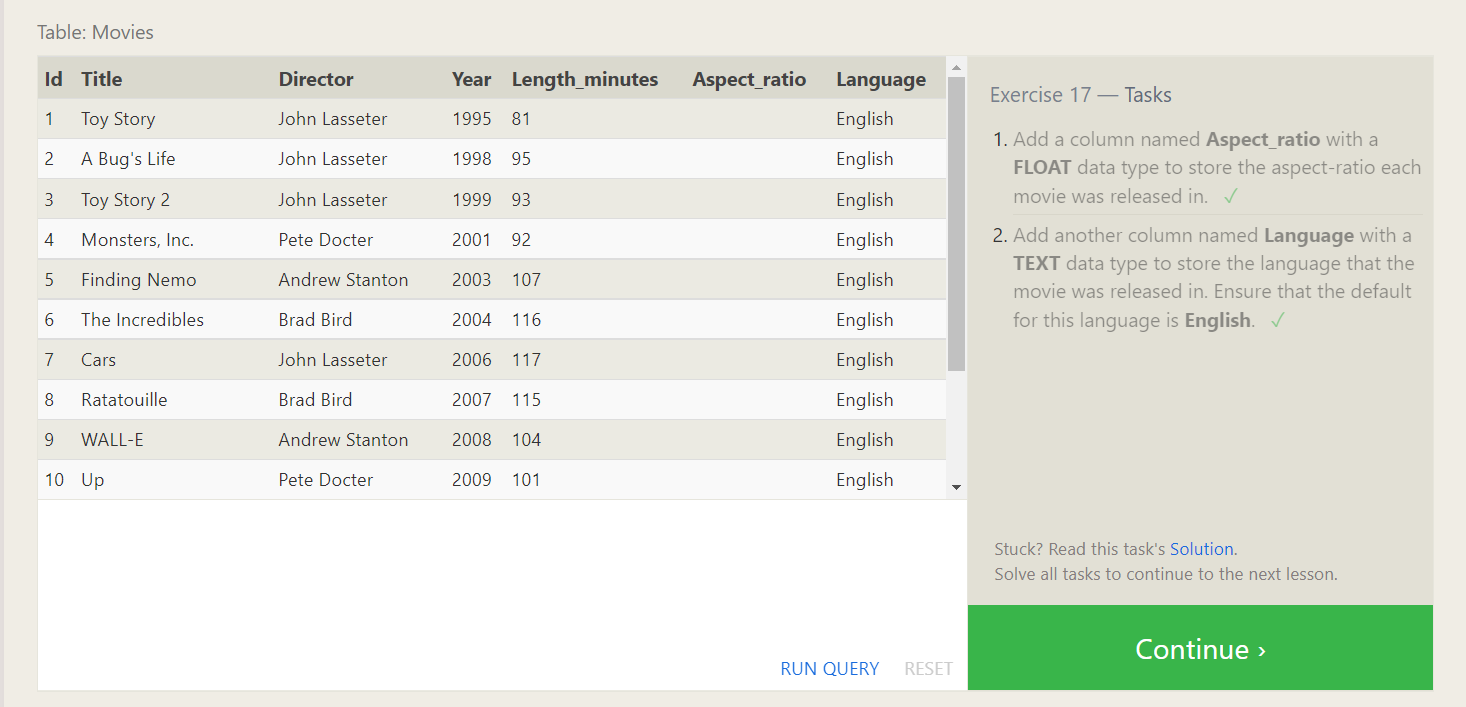 Table: Movies
Id Title Director Year Length_minutes Aspect_ratio Language
1 Toy Story John Lasseter 1995 81 English
2 A Bug's Life John Lasseter 1998 95 English
3 Toy Story 2 John Lasseter 1999 93 English
4 Monsters, Inc. Pete Docter 2001 92 English
5 Finding Nemo Andrew Stanton 2003 107 English
6 The Incredibles Brad Bird 2004 116 English
7 Cars John Lasseter 2006 117 English
8 Ratatouille Brad Bird 2007 115 English
9 WALL-E Andrew Stanton 2008 104 English
10 Up Pete Docter 2009 101 English
RUN QUERY RESET
Exercise 17 — Tasks
1. Add a column named Aspect_ratio with a
FLOAT data type to store the aspect-ratio each
movie was released in. ✓
2. Add another column named Language with a
TEXT data type to store the language that the
movie was released in. Ensure that the default
for this language is English. ✓
Stuck? Read this task's Solution.
Solve all tasks to continue to the next lesson.
Continue ›